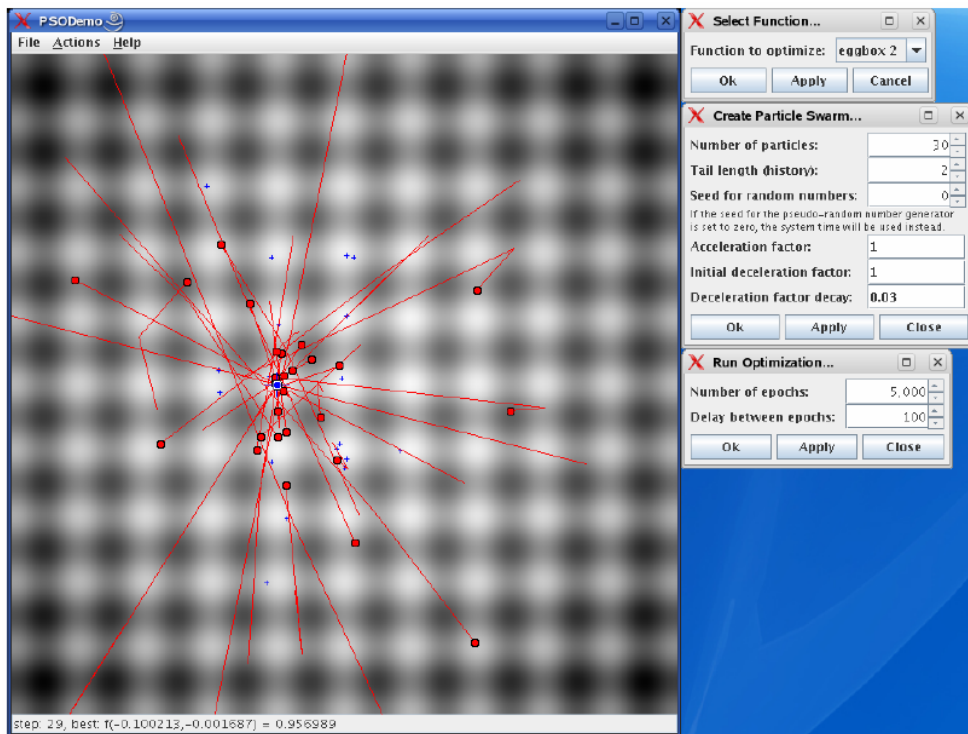 PSODemo
File Actions Help
step: 29, best: f(-0.100213,-0.001687) = 0.956989
Select Function...
Function to optimize: eggbox 2
Ok Apply Cancel
Create Particle Swarm...
Number of particles: 30
Tail length (history): 2
Seed for random numbers: 0
If the seed for the pseudo-random number generator
is set to zero, the system time will be used instead.
Acceleration factor: 1
Initial deceleration factor: 1
Deceleration factor decay: 0.03
Ok Apply Close
Run Optimization...
Number of epochs: 5,000
Delay between epochs: 100
Ok Apply Close